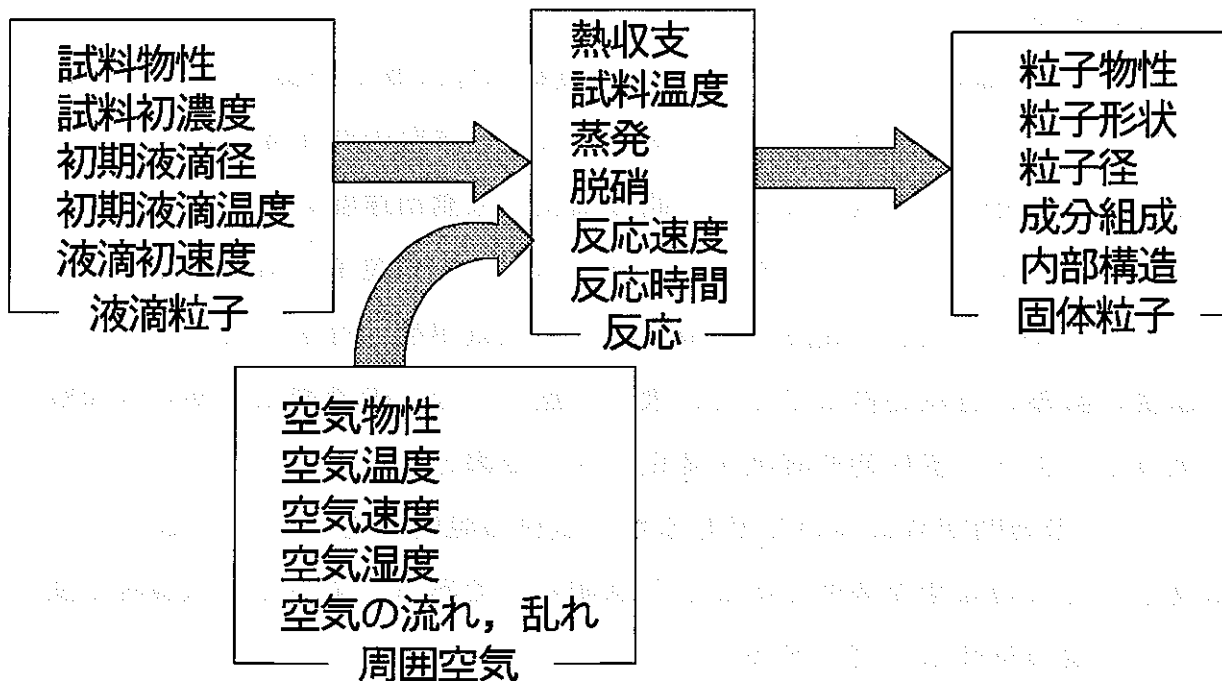 試料物性
試料初濃度
初期液滴径
初期液滴温度
液滴初速度
液滴粒子
熱収支
試料温度
蒸発
脱硝
反応速度
反応時間
反応
粒子物性
粒子形状
粒子径
成分組成
内部構造
固体粒子
空気物性
空気温度
空気速度
空気湿度
空気の流れ，乱れ
周囲空気